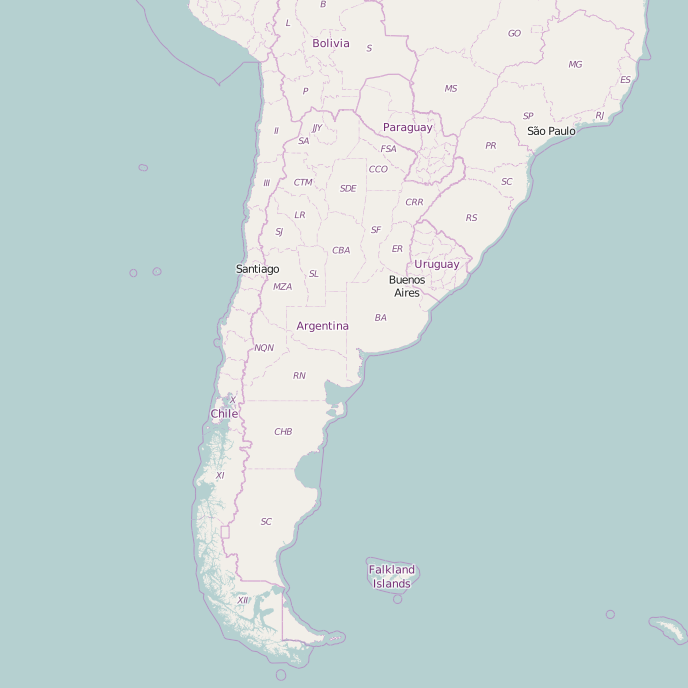 B
L
GO
Bolivia
S
MG
ES
P
MS
SP
RJ
II
JJY
Paraguay
São Paulo
SA
FSA
PR
CCO
III
CTM
SDE
SC
CRR
LR
SF
RS
SJ
ER
CBA
Santiago
SL
Uruguay
MZA
Buenos
Aires
BA
Argentina
NQN
RN
X
Chile
CHB
XI
SC
Falkland
Islands
XII